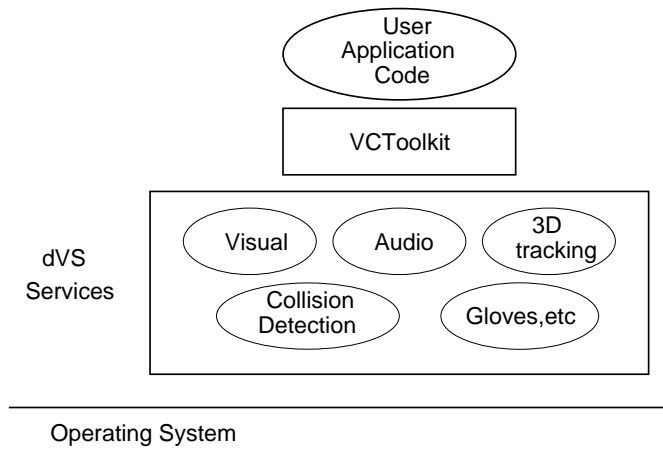 User
Application
Code
VCToolkit
dVS
Services
Visual
Audio
3D
tracking
Collision
Detection
Gloves,etc
Operating System